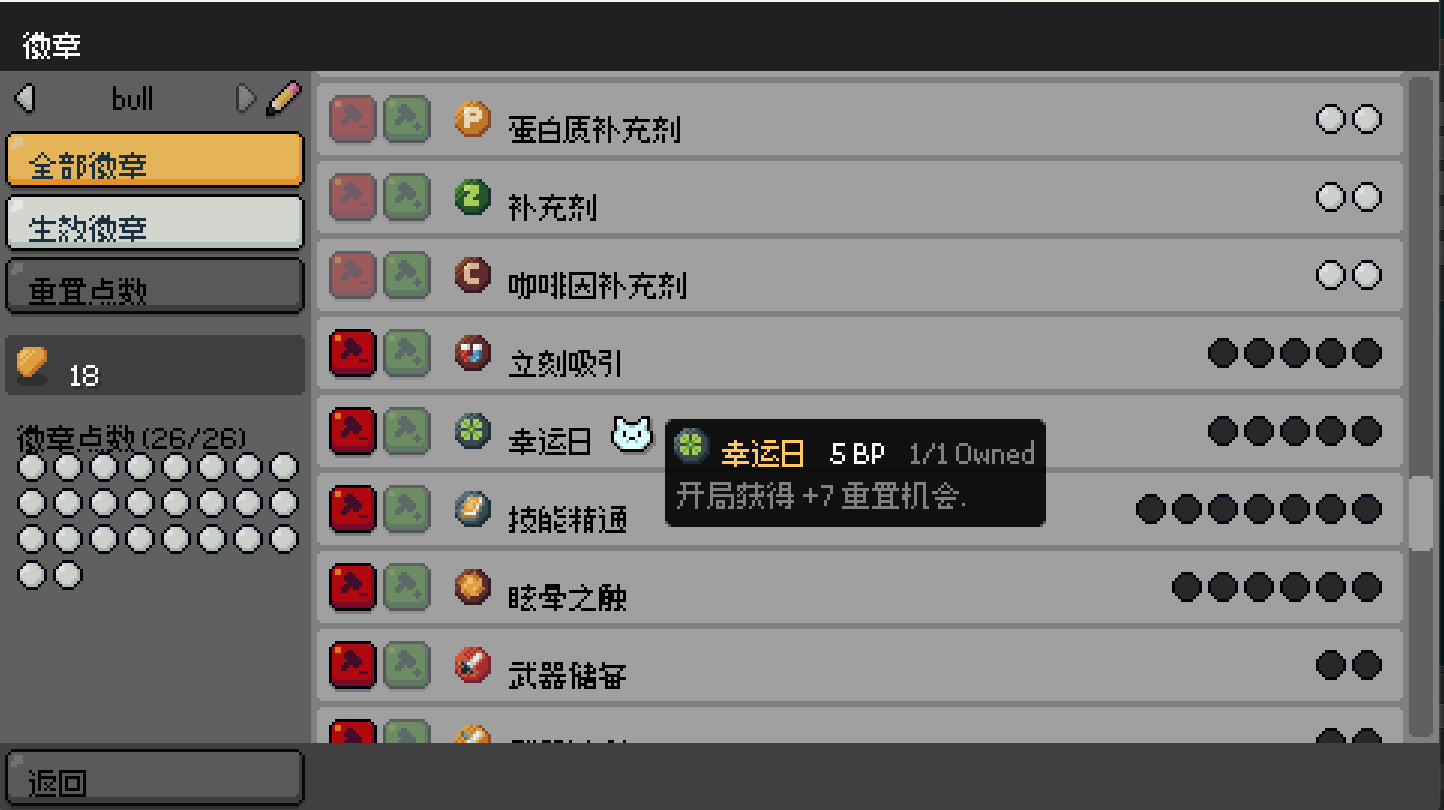 徽章
bull
全部徽章
生效徽章
重置点数
18
徽章点数(26/26)
返回
蛋白质补充剂
补充剂
咖啡因补充剂
立刻吸引
幸运日
幸运日 5 BP 1/1 Owned
开局获得 +7 重置机会.
技能精通
眩晕之触
武器储备